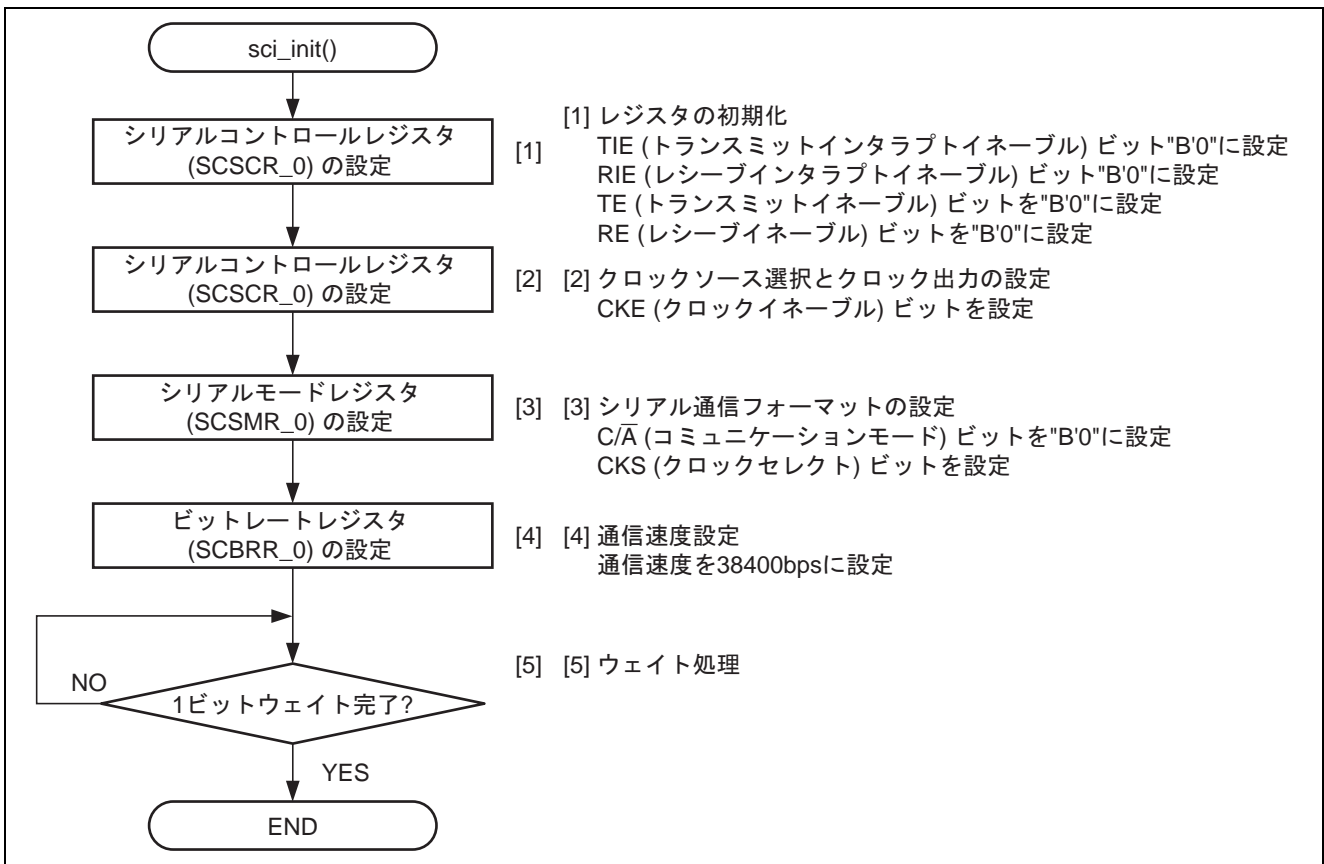 sci_init()
シリアルコントロールレジスタ
(SCSCR_0) の設定
[1]
[1] レジスタの初期化
TIE (トランスミットインタラプトイネーブル) ビット"B'0"に設定
RIE (レシーブインタラプトイネーブル) ビット"B'0"に設定
TE (トランスミットイネーブル) ビットを"B'0"に設定
RE (レシーブイネーブル) ビットを"B'0"に設定
シリアルコントロールレジスタ
(SCSCR_0) の設定
[2]
[2] クロックソース選択とクロック出力の設定
CKE (クロックイネーブル) ビットを設定
シリアルモードレジスタ
(SCSMR_0) の設定
[3]
[3] シリアル通信フォーマットの設定
C/A̅ (コミュニケーションモード) ビットを"B'0"に設定
CKS (クロックセレクト) ビットを設定
ビットレートレジスタ
(SCBRR_0) の設定
[4]
[4] 通信速度設定
通信速度を38400bpsに設定
[5]
[5] ウェイト処理
NO
1ビットウェイト完了?
YES
END